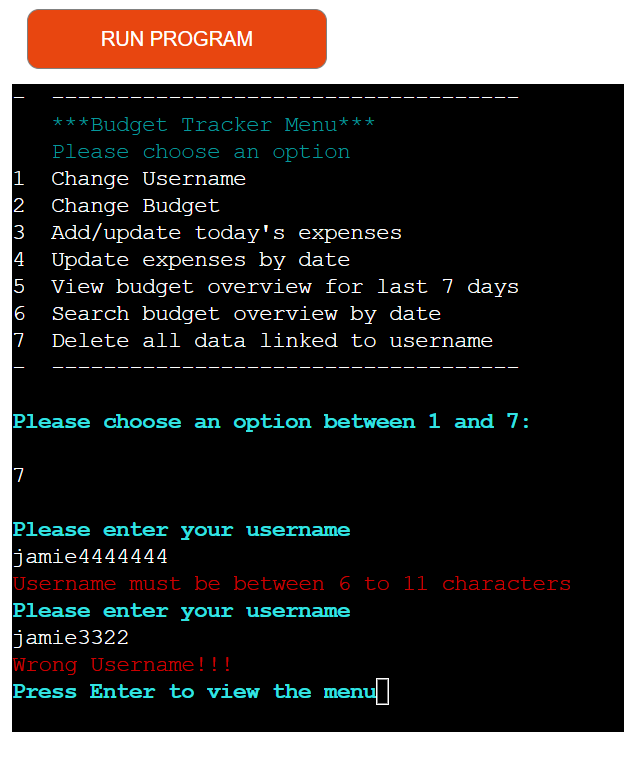 RUN PROGRAM
- ------------------------------------
***Budget Tracker Menu***
Please choose an option
1 Change Username
2 Change Budget
3 Add/update today's expenses
4 Update expenses by date
5 View budget overview for last 7 days
6 Search budget overview by date
7 Delete all data linked to username
- ------------------------------------
Please choose an option between 1 and 7:
7
Please enter your username
jamie4444444
Username must be between 6 to 11 characters
Please enter your username
jamie3322
Wrong Username!!!
Press Enter to view the menu